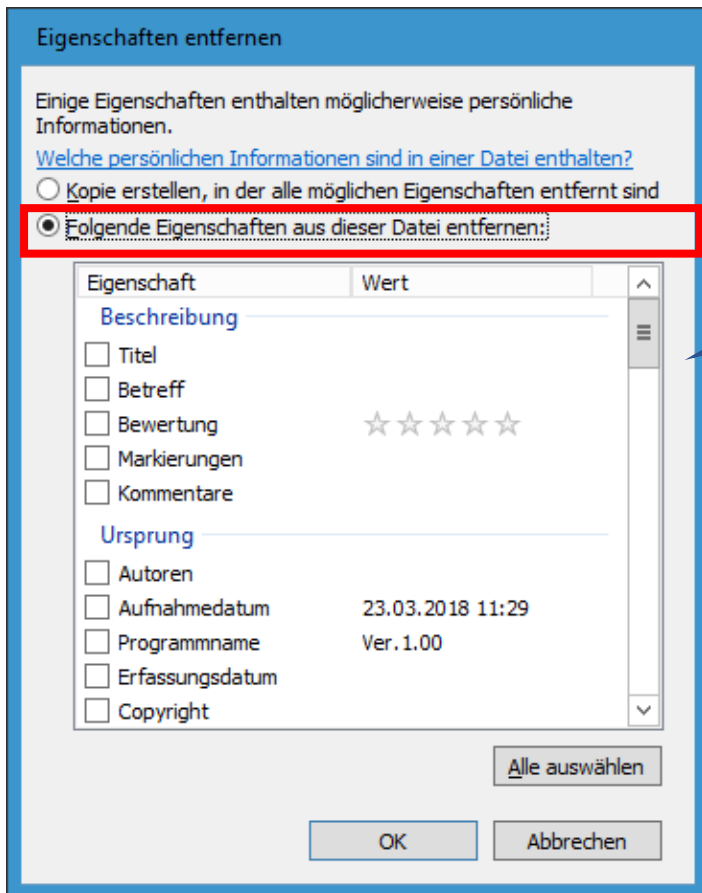 Eigenschaften entfernen
Einige Eigenschaften enthalten möglicherweise persönliche
Informationen.
Welche persönlichen Informationen sind in einer Datei enthalten?
Kopie erstellen, in der alle möglichen Eigenschaften entfernt sind
Folgende Eigenschaften aus dieser Datei entfernen:
Eigenschaft Wert
Beschreibung
Titel
Betreff
Bewertung
Markierungen
Kommentare
Ursprung
Autoren
Aufnahmedatum 23.03.2018 11:29
Programmname Ver.1.00
Erfassungsdatum
Copyright
Alle auswählen
OK Abbrechen